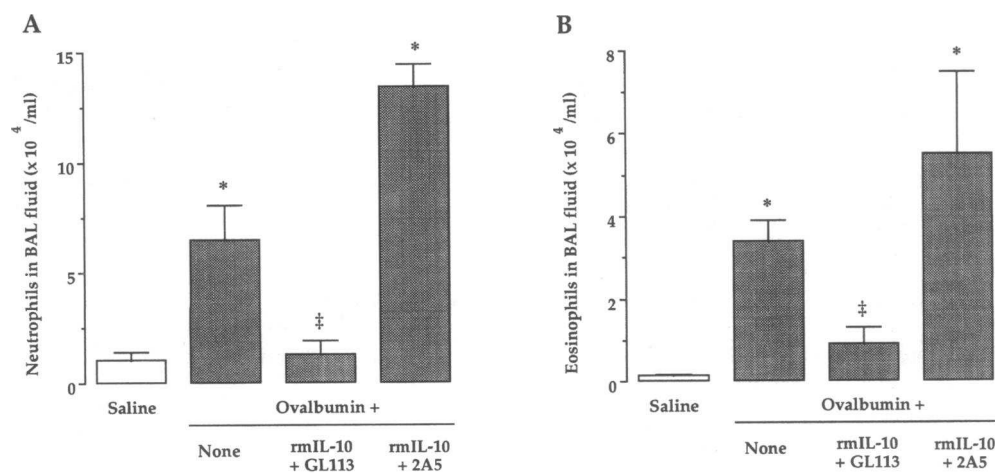 A
Neutrophils in BAL fluid (x 10 4 /ml)
15
10
5
0
*
‡
*
Saline
Ovalbumin +
None
rmIL-10
+ GL113
rmIL-10
+ 2A5
B
Eosinophils in BAL fluid (x 10 4 /ml)
8
6
4
2
0
*
‡
*
Saline
Ovalbumin +
None
rmIL-10
+ GL113
rmIL-10
+ 2A5